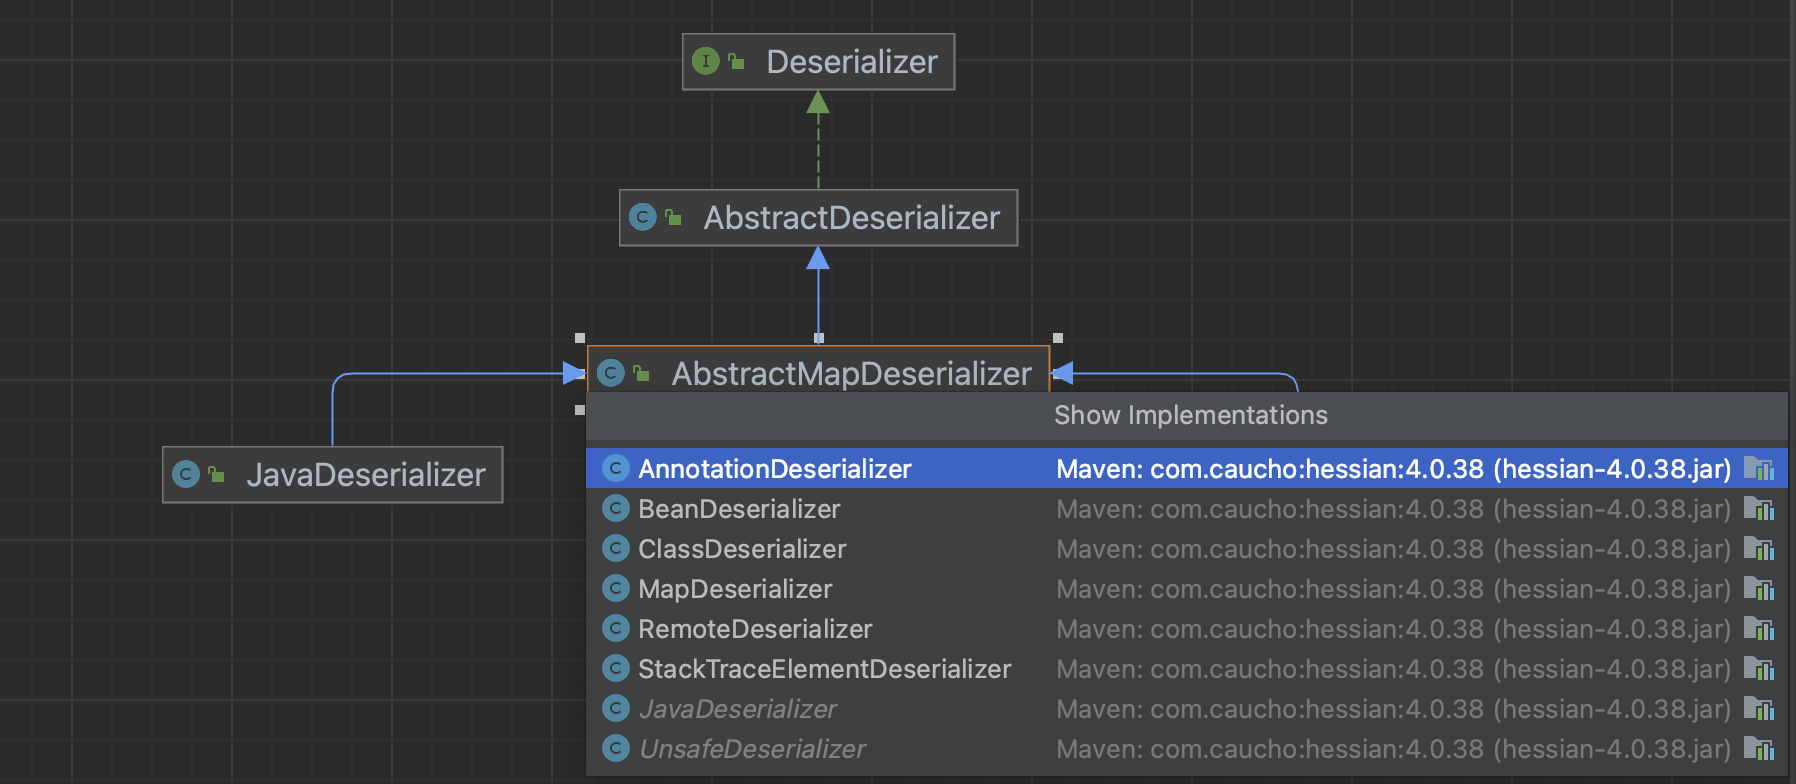 I Deserializer
C AbstractDeserializer
C AbstractMapDeserializer
C JavaDeserializer
Show Implementations
C AnnotationDeserializer Maven: com.caucho:hessian:4.0.38 (hessian-4.0.38.jar)
C BeanDeserializer Maven: com.caucho:hessian:4.0.38 (hessian-4.0.38.jar)
C ClassDeserializer Maven: com.caucho:hessian:4.0.38 (hessian-4.0.38.jar)
C MapDeserializer Maven: com.caucho:hessian:4.0.38 (hessian-4.0.38.jar)
C RemoteDeserializer Maven: com.caucho:hessian:4.0.38 (hessian-4.0.38.jar)
C StackTraceElementDeserializer Maven: com.caucho:hessian:4.0.38 (hessian-4.0.38.jar)
C JavaDeserializer Maven: com.caucho:hessian:4.0.38 (hessian-4.0.38.jar)
C UnsafeDeserializer Maven: com.caucho:hessian:4.0.38 (hessian-4.0.38.jar)